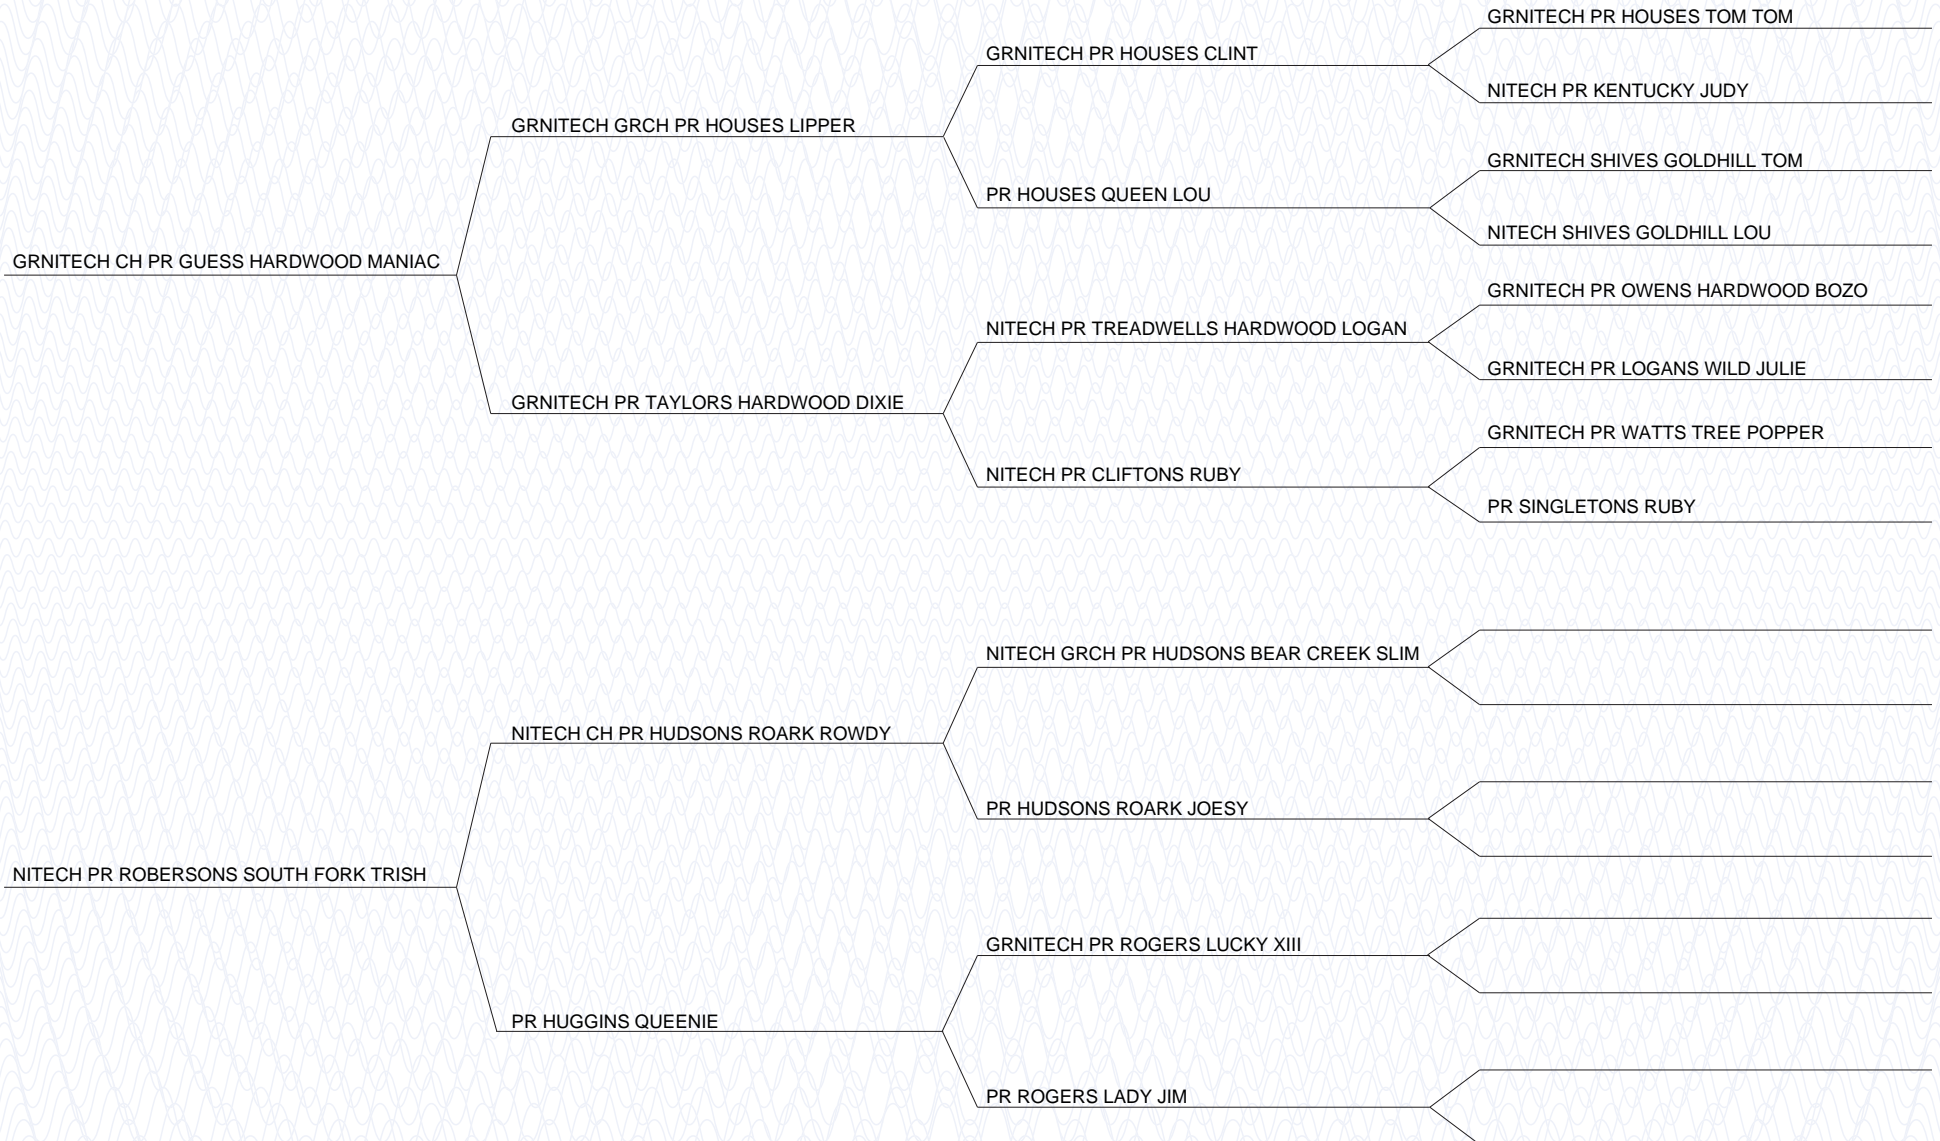 GRNITECH PR HOUSES TOM TOM
GRNITECH PR HOUSES CLINT
NITECH PR KENTUCKY JUDY
GRNITECH GRCH PR HOUSES LIPPER
GRNITECH SHIVES GOLDHILL TOM
PR HOUSES QUEEN LOU
NITECH SHIVES GOLDHILL LOU
GRNITECH CH PR GUESS HARDWOOD MANIAC
GRNITECH PR OWENS HARDWOOD BOZO
NITECH PR TREADWELLS HARDWOOD LOGAN
GRNITECH PR LOGANS WILD JULIE
GRNITECH PR TAYLORS HARDWOOD DIXIE
GRNITECH PR WATTS TREE POPPER
NITECH PR CLIFTONS RUBY
PR SINGLETONS RUBY
NITECH GRCH PR HUDSONS BEAR CREEK SLIM
NITECH CH PR HUDSONS ROARK ROWDY
PR HUDSONS ROARK JOESY
NITECH PR ROBERSONS SOUTH FORK TRISH
GRNITECH PR ROGERS LUCKY XIII
PR HUGGINS QUEENIE
PR ROGERS LADY JIM